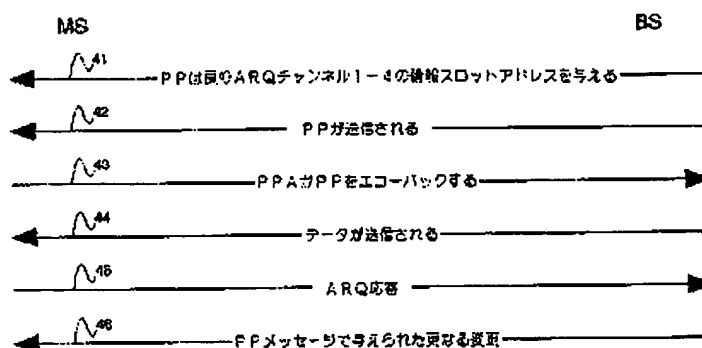 MS
BS
41
PPは戻りARQチャンネル1-4の情報スロットアドレスを与える
42
PPが送信される
43
PPAがPPをエコーバックする
44
データが送信される
45
ARQ応答
46
PPメッセージで与えられた更なる変更